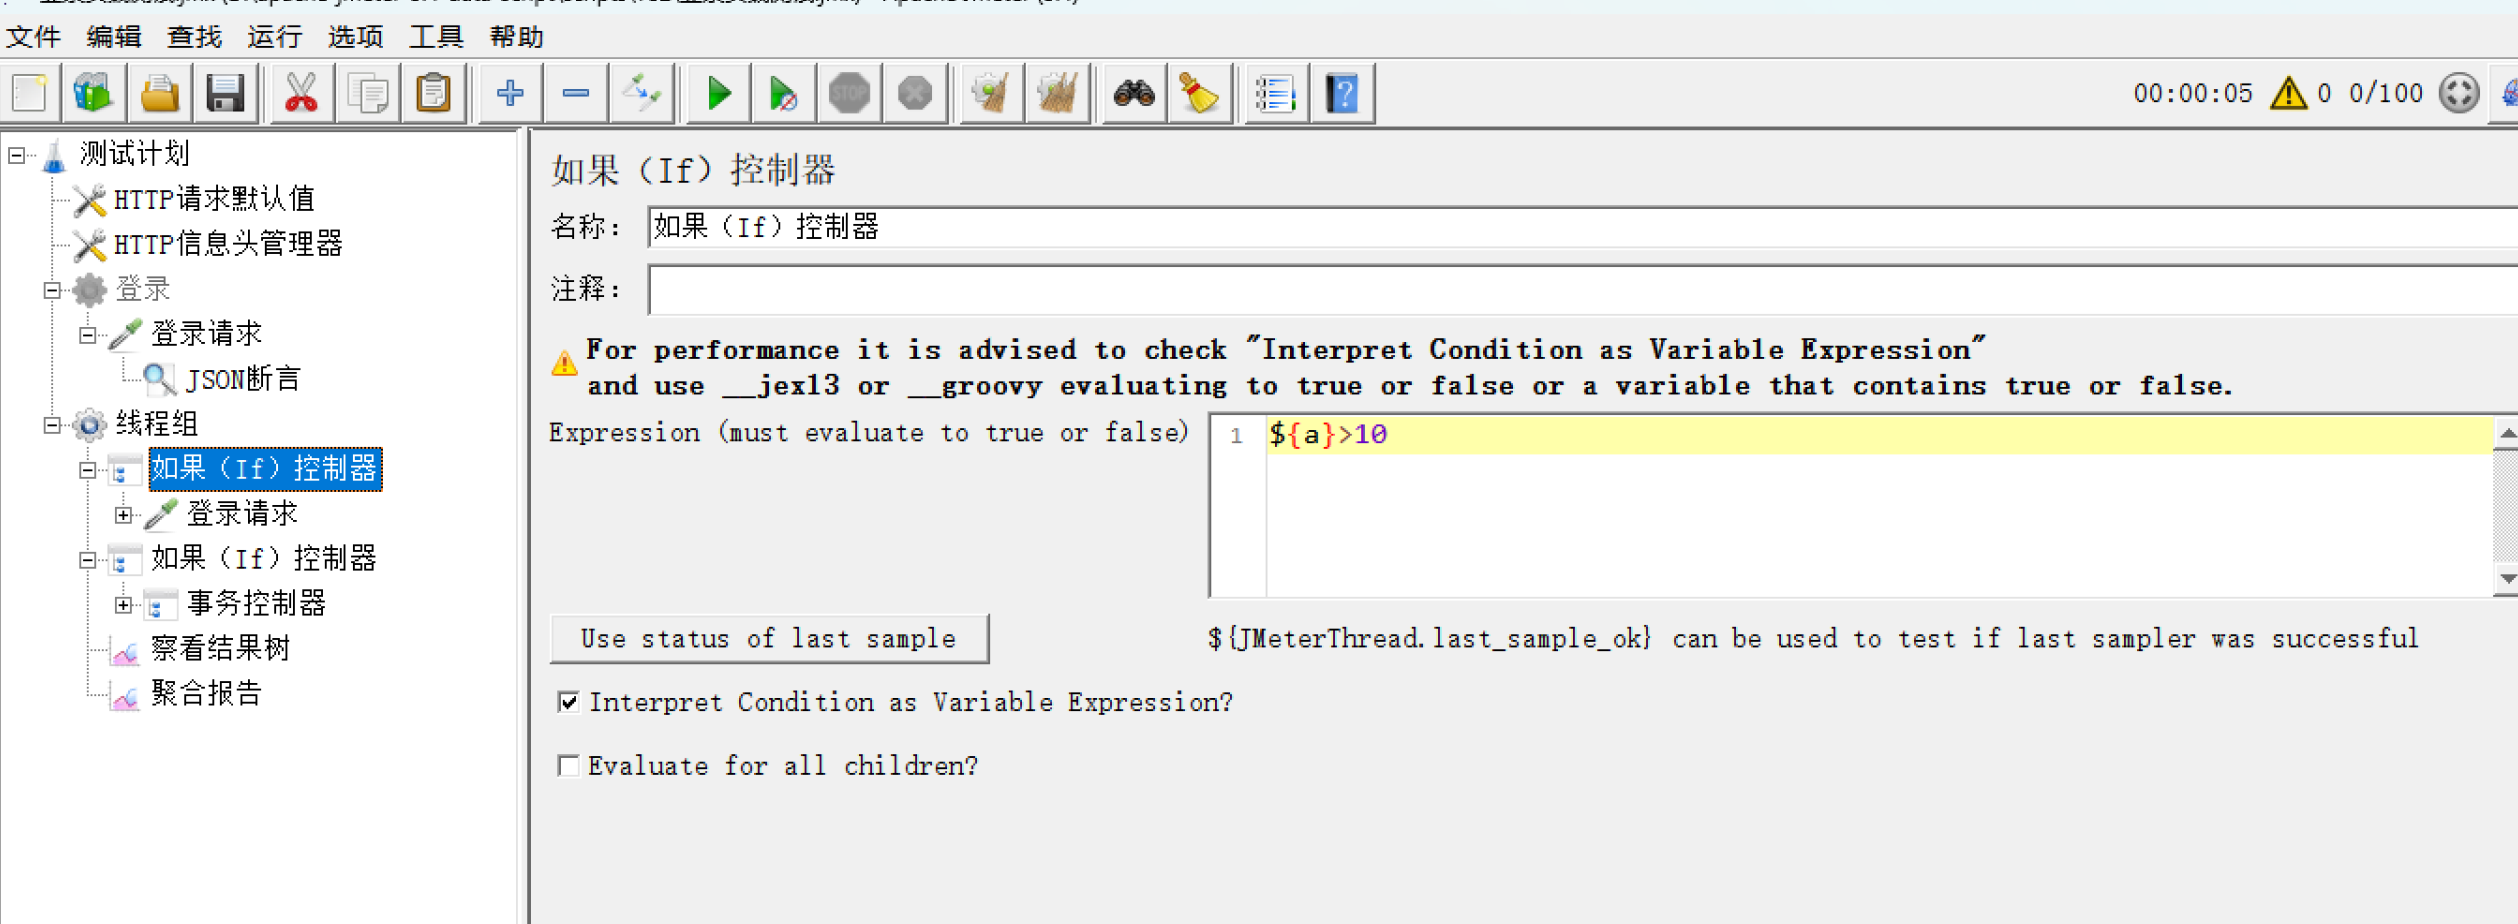 文件 编辑 查找 运行 选项 工具 帮助
STOP
00:00:05 0 0/100
测试计划
HTTP请求默认值
HTTP信息头管理器
登录
登录请求
JSON断言
线程组
如果（If）控制器
登录请求
如果（If）控制器
事务控制器
察看结果树
聚合报告
如果（If）控制器
名称： 如果（If）控制器
注释：
For performance it is advised to check "Interpret Condition as Variable Expression"
and use __jexl3 or __groovy evaluating to true or false or a variable that contains true or false.
Expression (must evaluate to true or false)
1 ${a}>10
Use status of last sample
${JMeterThread.last_sample_ok} can be used to test if last sampler was successful
Interpret Condition as Variable Expression?
Evaluate for all children?